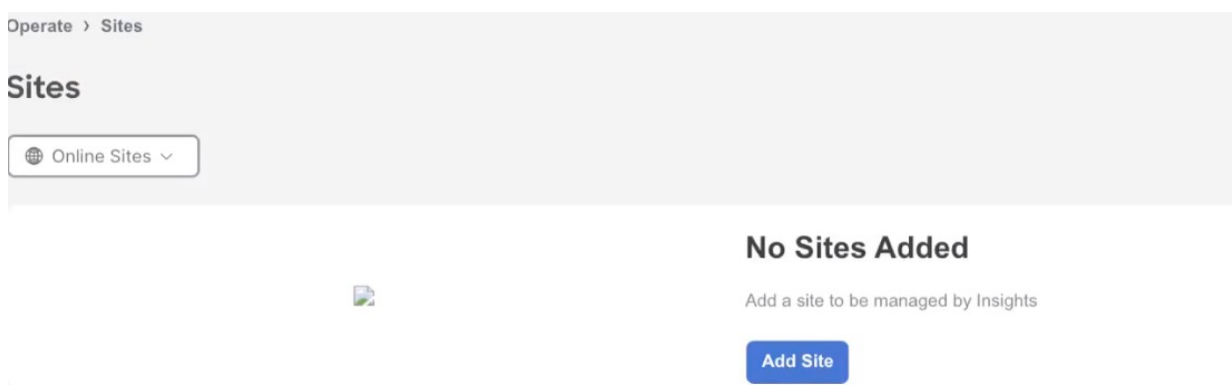 Operate > Sites
Sites
Online Sites
No Sites Added
Add a site to be managed by Insights
Add Site